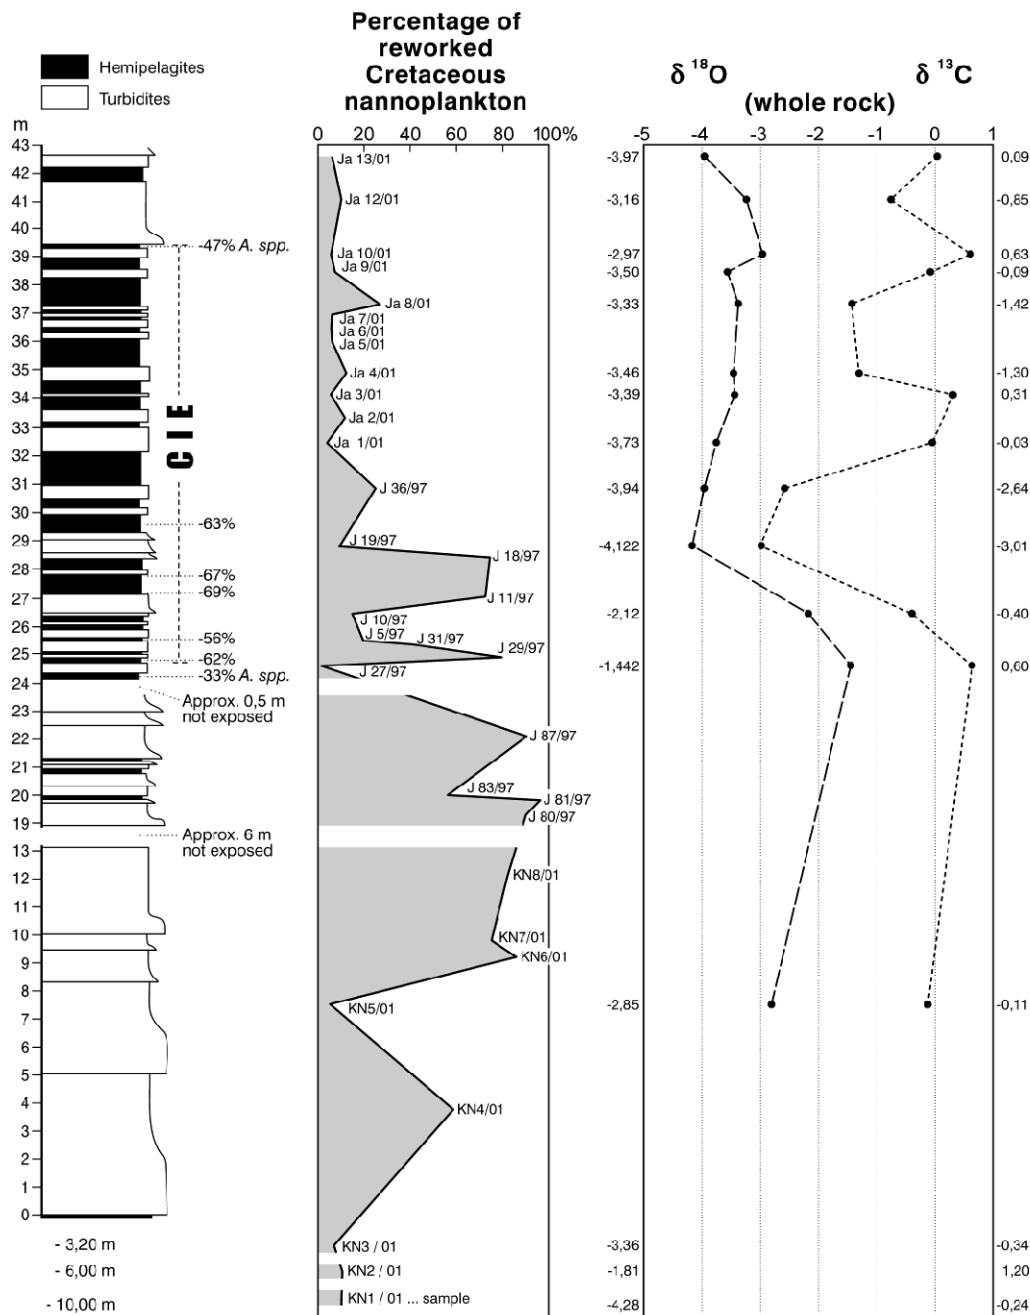 Percentage of
reworked
Cretaceous
nannoplankton
Hemipelagites
Turbidites
δ 18O
δ 13C
(whole rock)
m
0 20 40 60 80 100%
-5 -4 -3 -2 -1 0 1
43
Ja 13/01
-3,97
0,09
42
41
Ja 12/01
-3,16
-0,85
40
-47% A. spp.
39
Ja 10/01
-2,97
0,63
Ja 9/01
-3,50
-0,09
38
37
Ja 8/01
-3,33
-1,42
Ja 7/01
36
Ja 6/01
Ja 5/01
35
Ja 4/01
-3,46
-1,30
34
Ja 3/01
-3,39
0,31
33
Ja 2/01
CIE
Ja 1/01
-3,73
-0,03
32
31
J 36/97
-3,94
-2,64
30
-63%
29
J 19/97
-4,122
-3,01
J 18/97
28
-67%
27
-69%
J 11/97
J 10/97
-2,12
-0,40
26
J 5/97
-56%
J 31/97
25
J 29/97
-62%
J 27/97
-1,442
0,60
24
-33% A. spp.
Approx. 0,5 m
not exposed
23
22
J 87/97
21
20
J 83/97
J 81/97
19
J 80/97
Approx. 6 m
not exposed
13
12
KN8/01
11
10
KN7/01
9
KN6/01
8
KN5/01
-2,85
-0,11
7
6
5
4
KN4/01
3
2
1
0
- 3,20 m
KN3 / 01
-3,36
-0,34
- 6,00 m
KN2 / 01
-1,81
1,20
- 10,00 m
KN1 / 01 ... sample
-4,28
-0,24